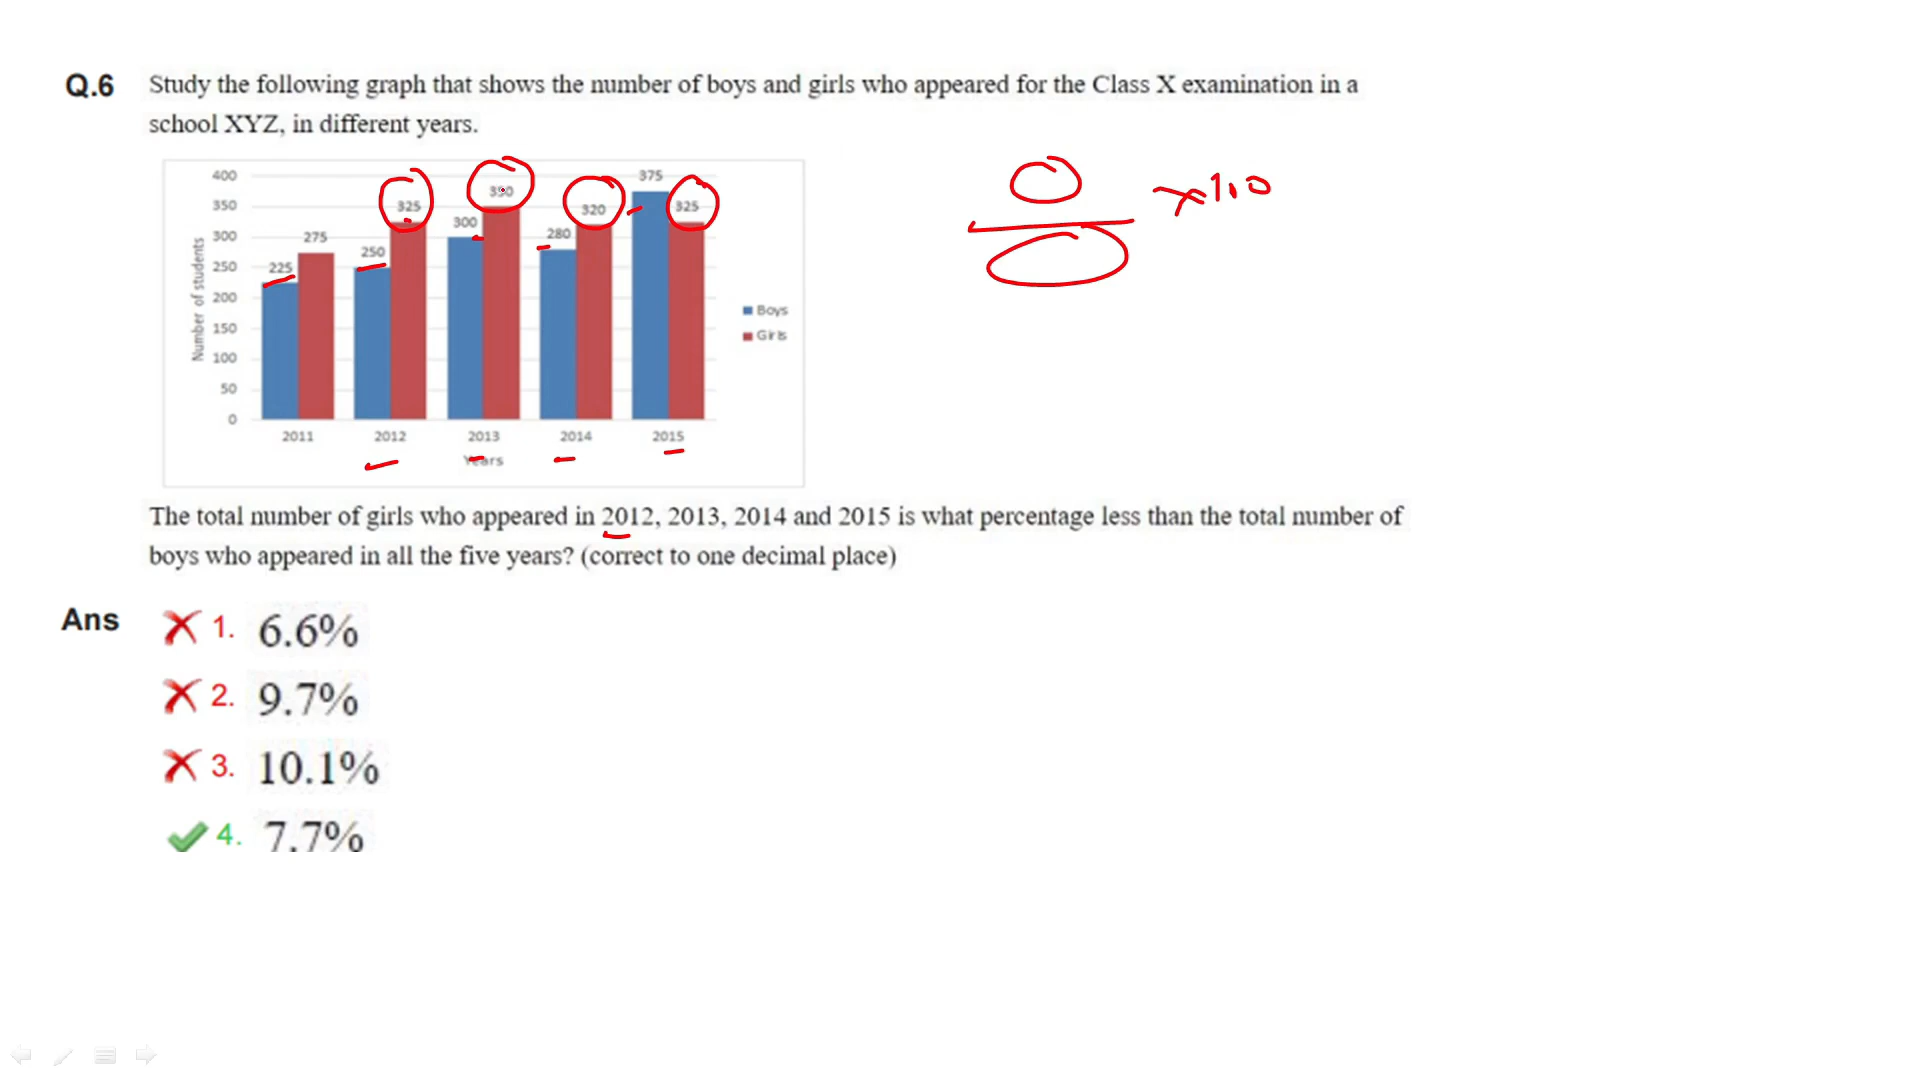 Q.6 Study the following graph that shows the number of boys and girls who appeared for the Class X examination in a
school XYZ, in different years.
400
350
300
250
200
150
100
50
0
Number of students
225 275
250 325
300 350
280 320
375 325
2011 2012 2013 2014 2015
Years
Boys
Girls
×100
The total number of girls who appeared in 2012, 2013, 2014 and 2015 is what percentage less than the total number of
boys who appeared in all the five years? (correct to one decimal place)
Ans 1. 6.6%
2. 9.7%
3. 10.1%
4. 7.7%